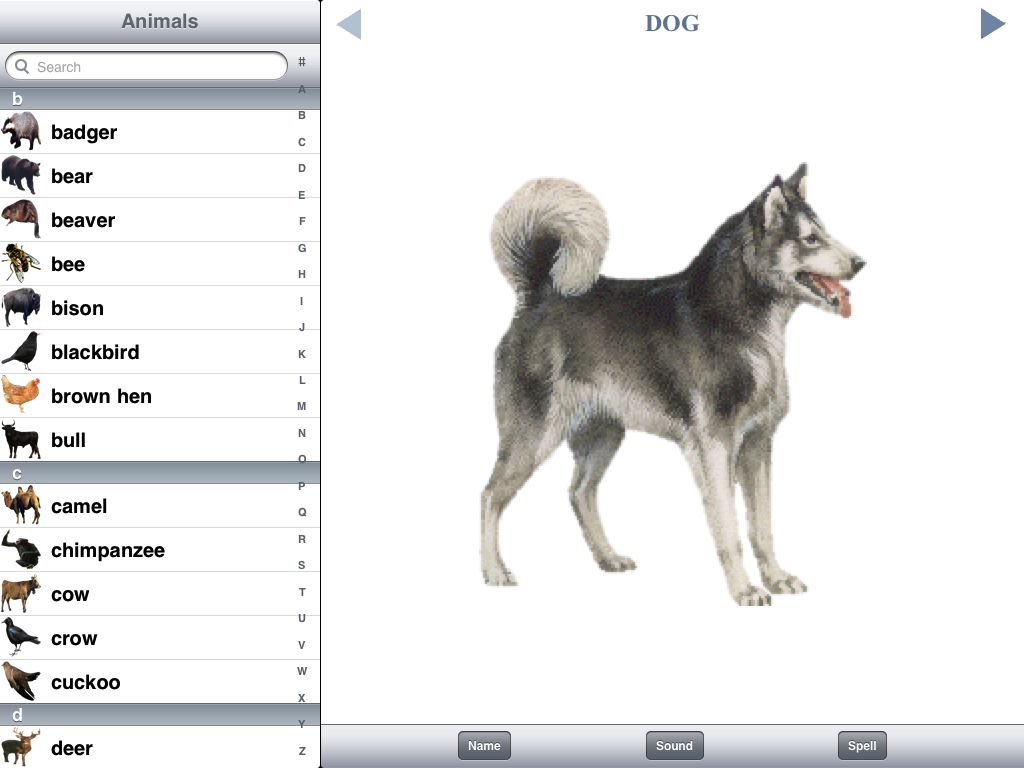 Animals
Search
#
A
B
C
D
E
F
G
H
I
J
K
L
M
N
O
P
Q
R
S
T
U
V
W
X
Y
Z
b
badger
bear
beaver
bee
bison
blackbird
brown hen
bull
c
camel
chimpanzee
cow
crow
cuckoo
d
deer
DOG
Name
Sound
Spell